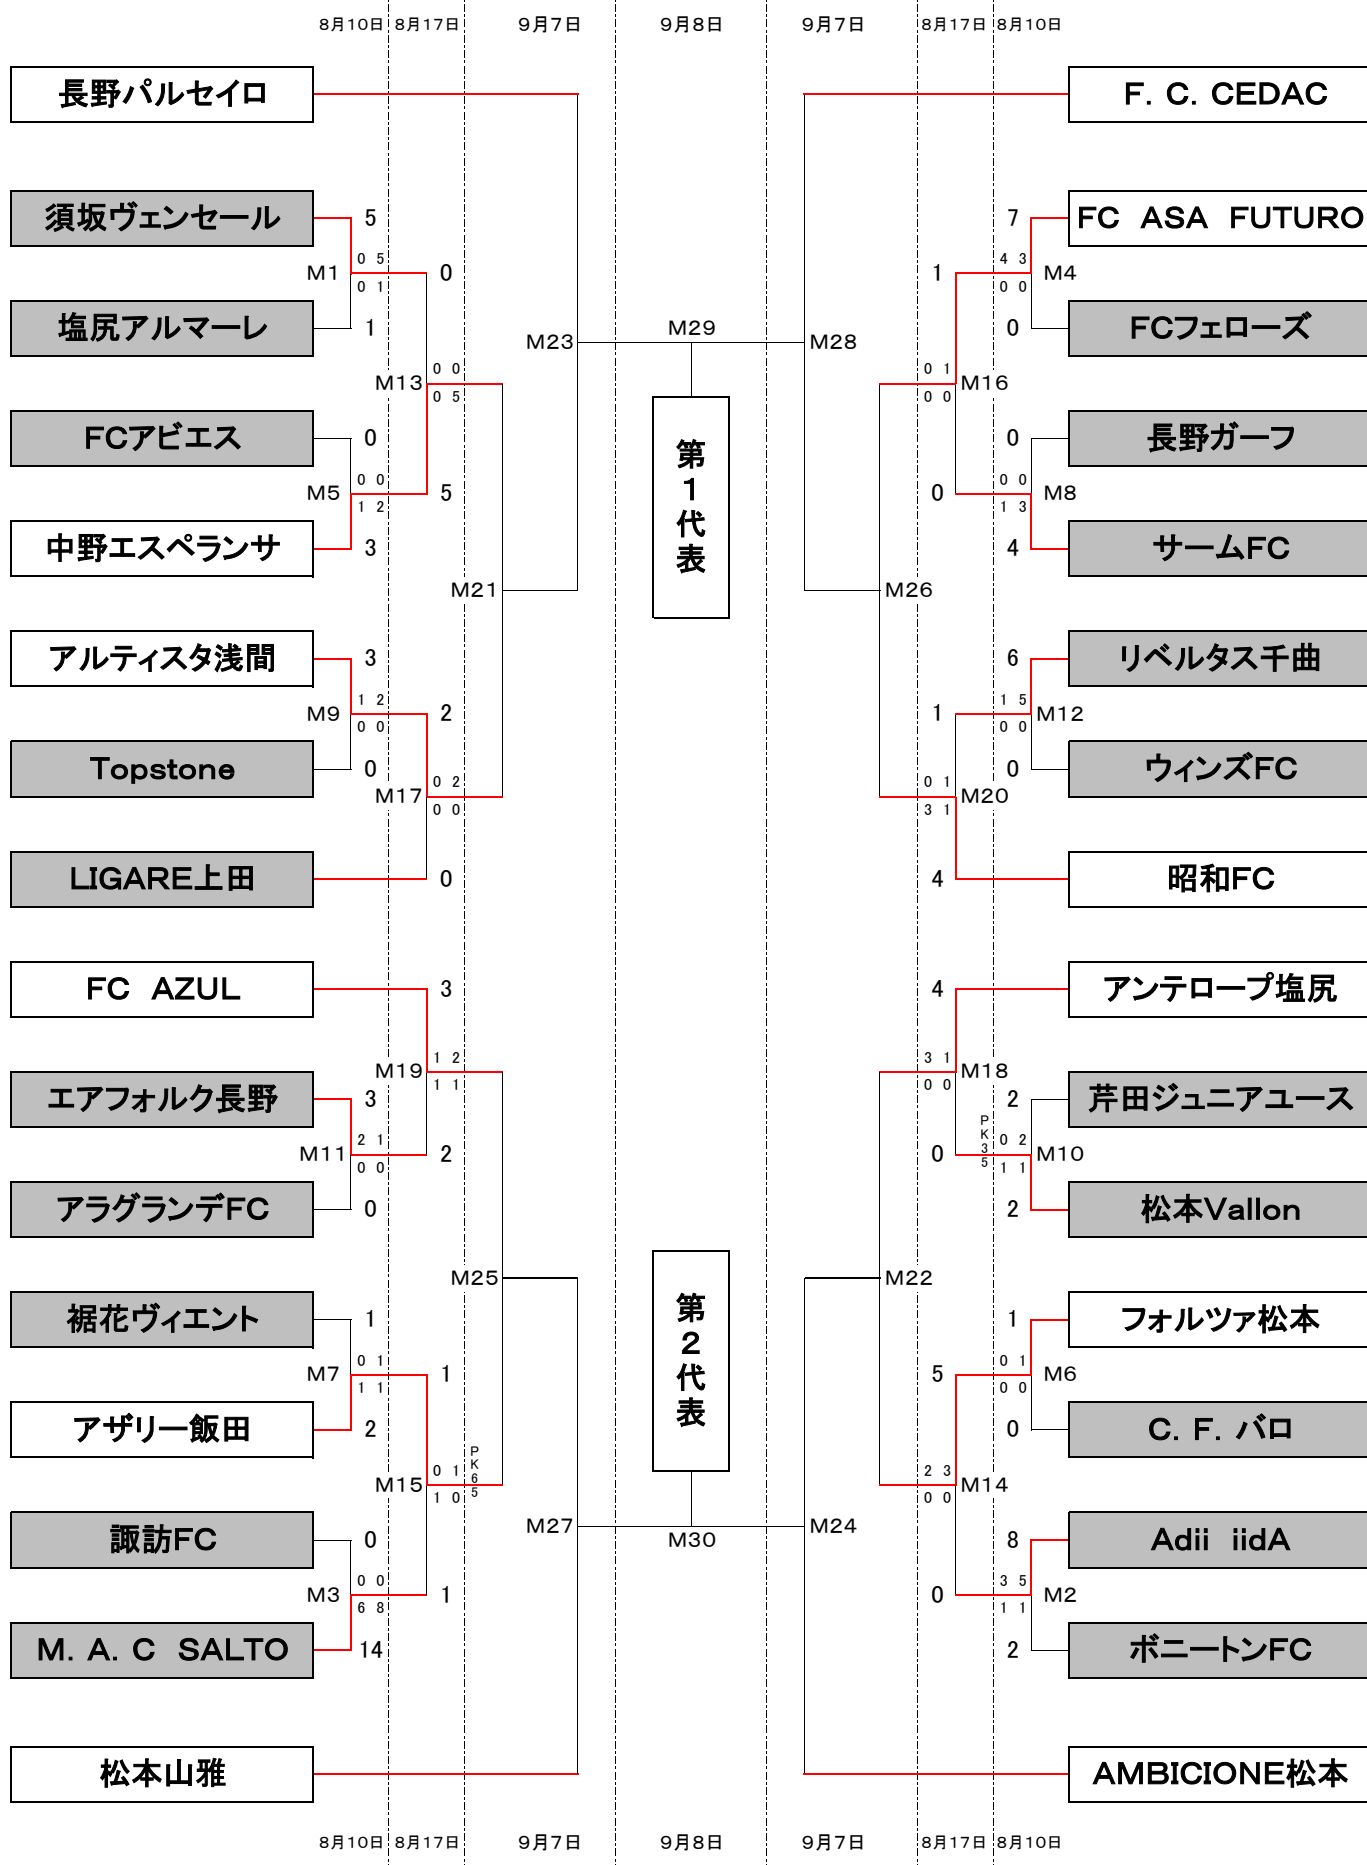 8月10日 8月17日 9月7日 9月8日 9月7日 8月17日 8月10日
長野パルセイロ F. C. CEDAC
須坂ヴェンセール 5 7 FC ASA FUTURO
0 5 4 3
M1 0 1 M4
0 1 0 0
塩尻アルマーレ 1 0 FCフェローズ
M29
M23 M28
0 0 0 1
M13 M16
0 5 0 0
FCアビエス 0 0 長野ガーフ
第1代表
0 0 0 0
M5 5 0 M8
1 2 1 3
中野エスペランサ 3 4 サームFC
M21 M26
アルティスタ浅間 3 6 リベルタス千曲
1 2 1 5
M9 2 1 M12
0 0 0 0
Topstone 0 0 ウィンズFC
0 2 0 1
M17 M20
0 0 3 1
LIGARE上田 0 4 昭和FC
FC AZUL 3 4 アンテロープ塩尻
1 2 3 1
M19 M18
1 1 0 0
エアフォルク長野 3 2 芹田ジュニアユース
2 1 PK35 0 2
M11 2 0 M10
0 0 1 1
アラグランデFC 0 2 松本Vallon
M25 M22
裾花ヴィエント 1 1 フォルツァ松本
第2代表
0 1 0 1
M7 1 5 M6
1 1 0 0
アザリー飯田 2 0 C. F. バロ
0 1 PK65 2 3
M15 M14
1 0 0 0
M27 M24
諏訪FC 0 M30 8 Adii iidA
0 0 3 5
M3 1 0 M2
6 8 1 1
M. A. C SALTO 14 2 ボニートンFC
松本山雅 AMBICIONE松本
8月10日 8月17日 9月7日 9月8日 9月7日 8月17日 8月10日